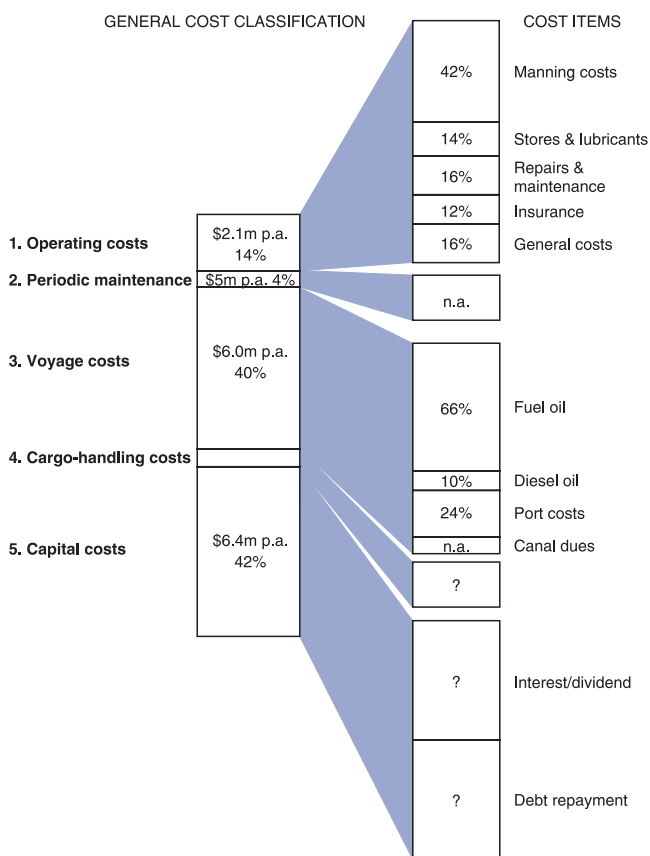 GENERAL COST CLASSIFICATION
COST ITEMS
42% Manning costs
14% Stores & lubricants
16% Repairs &
maintenance
12% Insurance
16% General costs
1. Operating costs
$2.1m p.a.
14%
2. Periodic maintenance $5m p.a. 4%
n.a.
3. Voyage costs
$6.0m p.a.
40%
66% Fuel oil
10% Diesel oil
24% Port costs
n.a. Canal dues
4. Cargo-handling costs
?
5. Capital costs
$6.4m p.a.
42%
? Interest/dividend
? Debt repayment